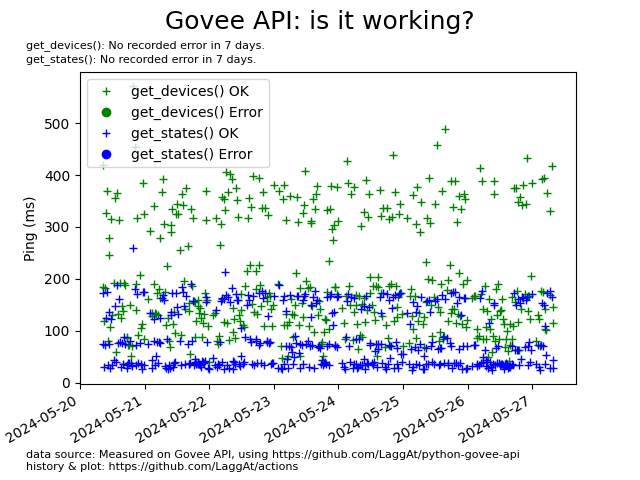 Govee API: is it working?
get_devices(): No recorded error in 7 days.
get_states(): No recorded error in 7 days.
get_devices() OK
get_devices() Error
get_states() OK
get_states() Error
Ping (ms)
500
400
300
200
100
0
2024-05-20
2024-05-21
2024-05-22
2024-05-23
2024-05-24
2024-05-25
2024-05-26
2024-05-27
data source: Measured on Govee API, using https://github.com/LaggAt/python-govee-api
history & plot: https://github.com/LaggAt/actions